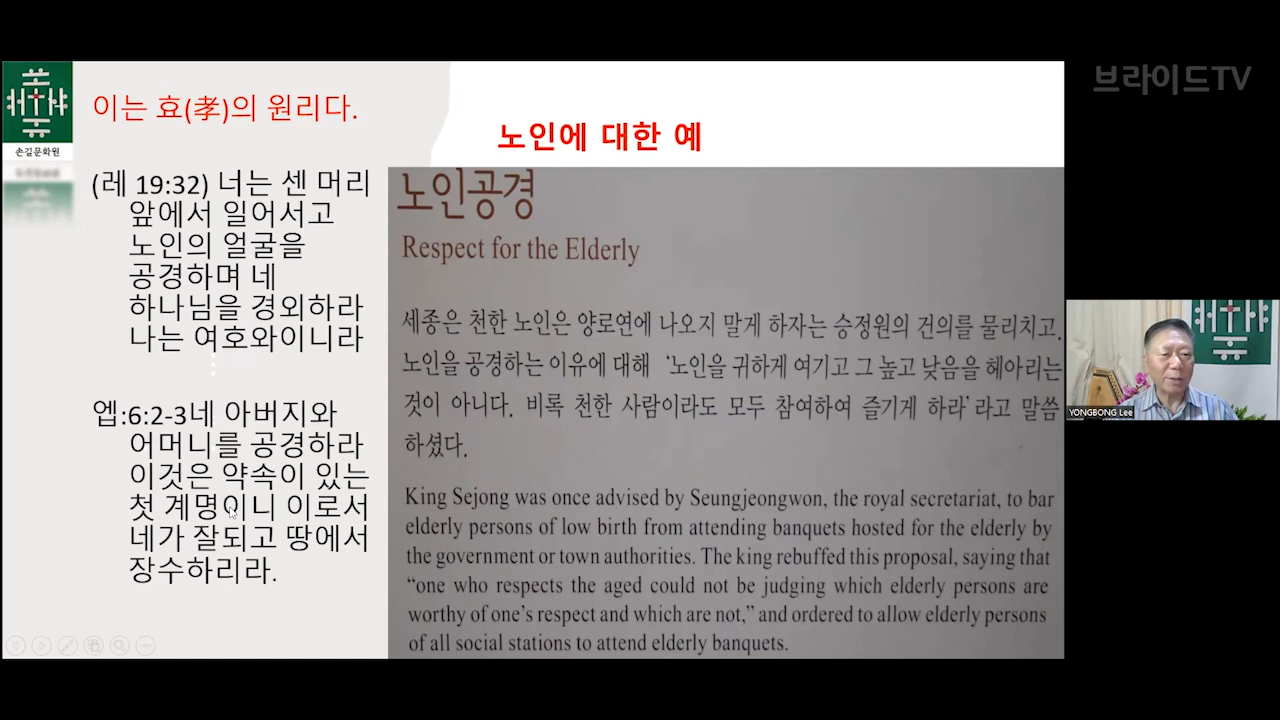 브라이드TV
손길문화원
이는 효(孝)의 원리다.
(레 19:32) 너는 센 머리
앞에서 일어서고
노인의 얼굴을
공경하며 네
하나님을 경외하라
나는 여호와이니라
엡:6:2-3네 아버지와
어머니를 공경하라
이것은 약속이 있는
첫 계명이니 이로서
네가 잘되고 땅에서
장수하리라.
노인에 대한 예
노인공경
Respect for the Elderly
세종은 천한 노인은 양로연에 나오지 말게 하자는 승정원의 건의를 물리치고,
노인을 공경하는 이유에 대해 ‘노인을 귀하게 여기고 그 높고 낮음을 헤아리는
것이 아니다. 비록 천한 사람이라도 모두 참여하여 즐기게 하라’라고 말씀
하셨다.
King Sejong was once advised by Seungjeongwon, the royal secretariat, to bar
elderly persons of low birth from attending banquets hosted for the elderly by
the government or town authorities. The king rebuffed this proposal, saying that
“one who respects the aged could not be judging which elderly persons are
worthy of one’s respect and which are not,” and ordered to allow elderly persons
of all social stations to attend elderly banquets.
YONGBONG Lee